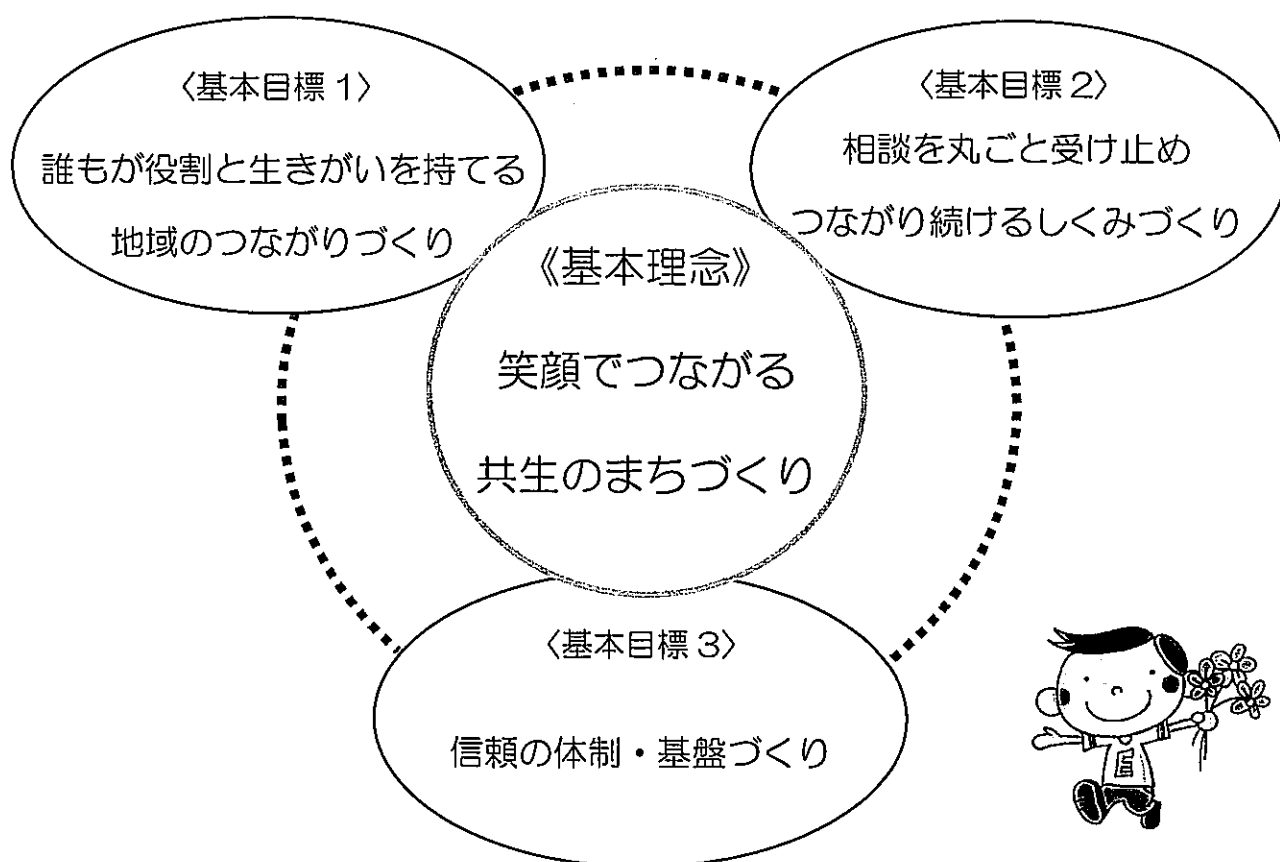 〈基本目標1〉
誰もが役割と生きがいを持てる
地域のつながりづくり
〈基本目標2〉
相談を丸ごと受け止め
つながり続けるしくみづくり
《基本理念》
笑顔でつながる
共生のまちづくり
〈基本目標3〉
信頼の体制・基盤づくり
E